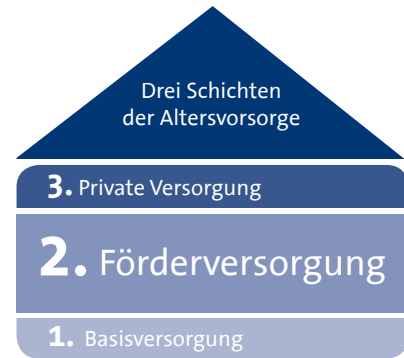 Drei Schichten
der Altersvorsorge
3. Private Versorgung
2. Förderversorgung
1. Basisversorgung